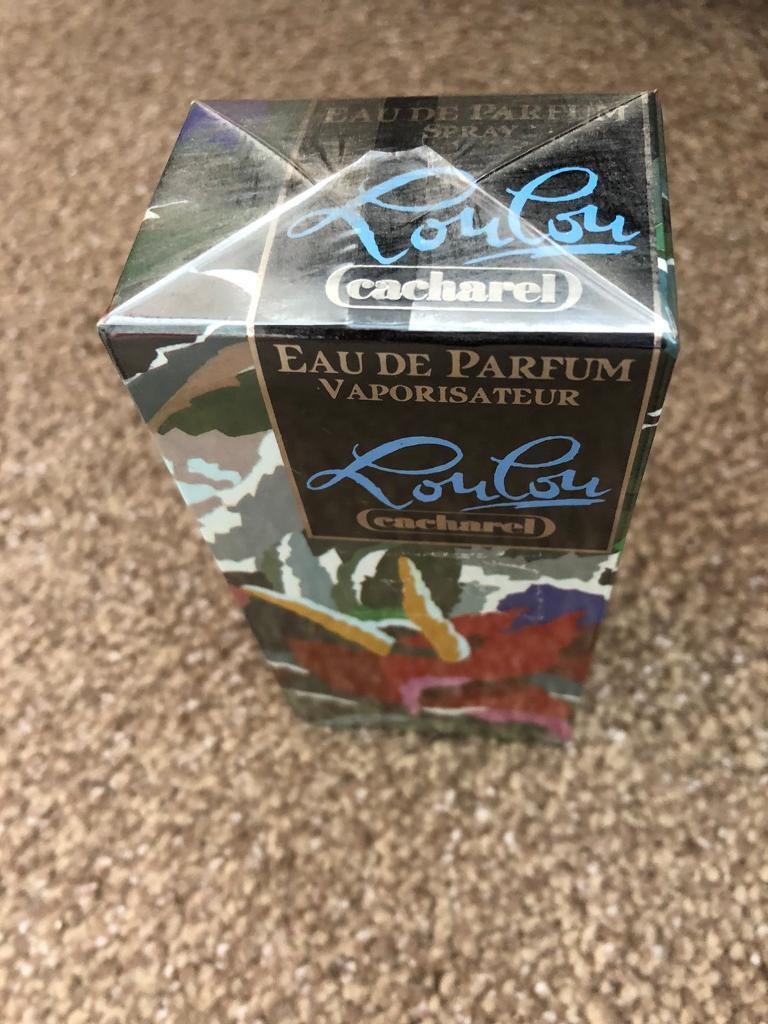 EAU DE PARFUM
SPRAY
LouLou
cacharel
EAU DE PARFUM
VAPORISATEUR
LouLou
cacharel